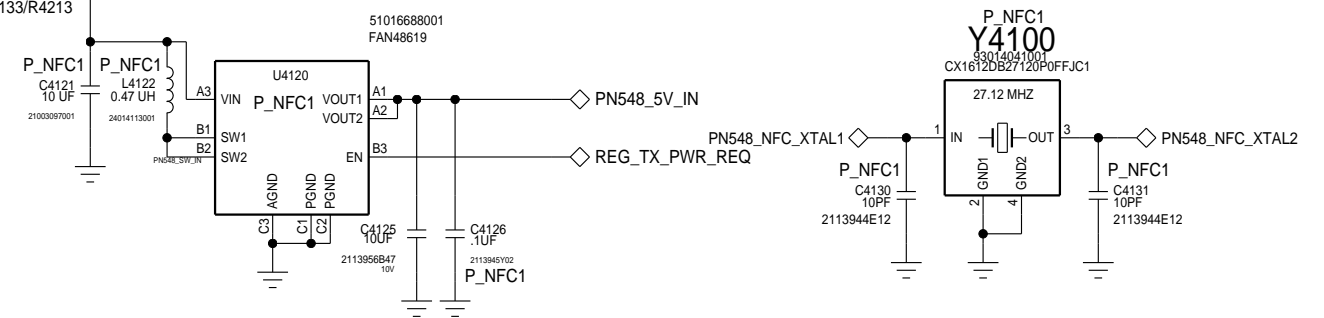 133/R4213
51016688001
FAN48619
P_NFC1
C4121
10 UF
21003097001
P_NFC1
L4122
0.47 UH
24014113001
U4120
P_NFC1
A3
VIN
B1
SW1
B2
SW2
PN548_SW_IN
VOUT1
A1
VOUT2
A2
EN
B3
AGND
PGND
PGND
C3
C1
C2
PN548_5V_IN
REG_TX_PWR_REQ
C4125
10UF
2113956B47
10V
C4126
.1UF
2113945Y02
P_NFC1
P_NFC1
Y4100
93014041001
CX1612DB27120P0FFJC1
27.12 MHZ
PN548_NFC_XTAL1
1
IN
OUT
3
PN548_NFC_XTAL2
GND1
GND2
2
4
P_NFC1
C4130
10PF
2113944E12
P_NFC1
C4131
10PF
2113944E12